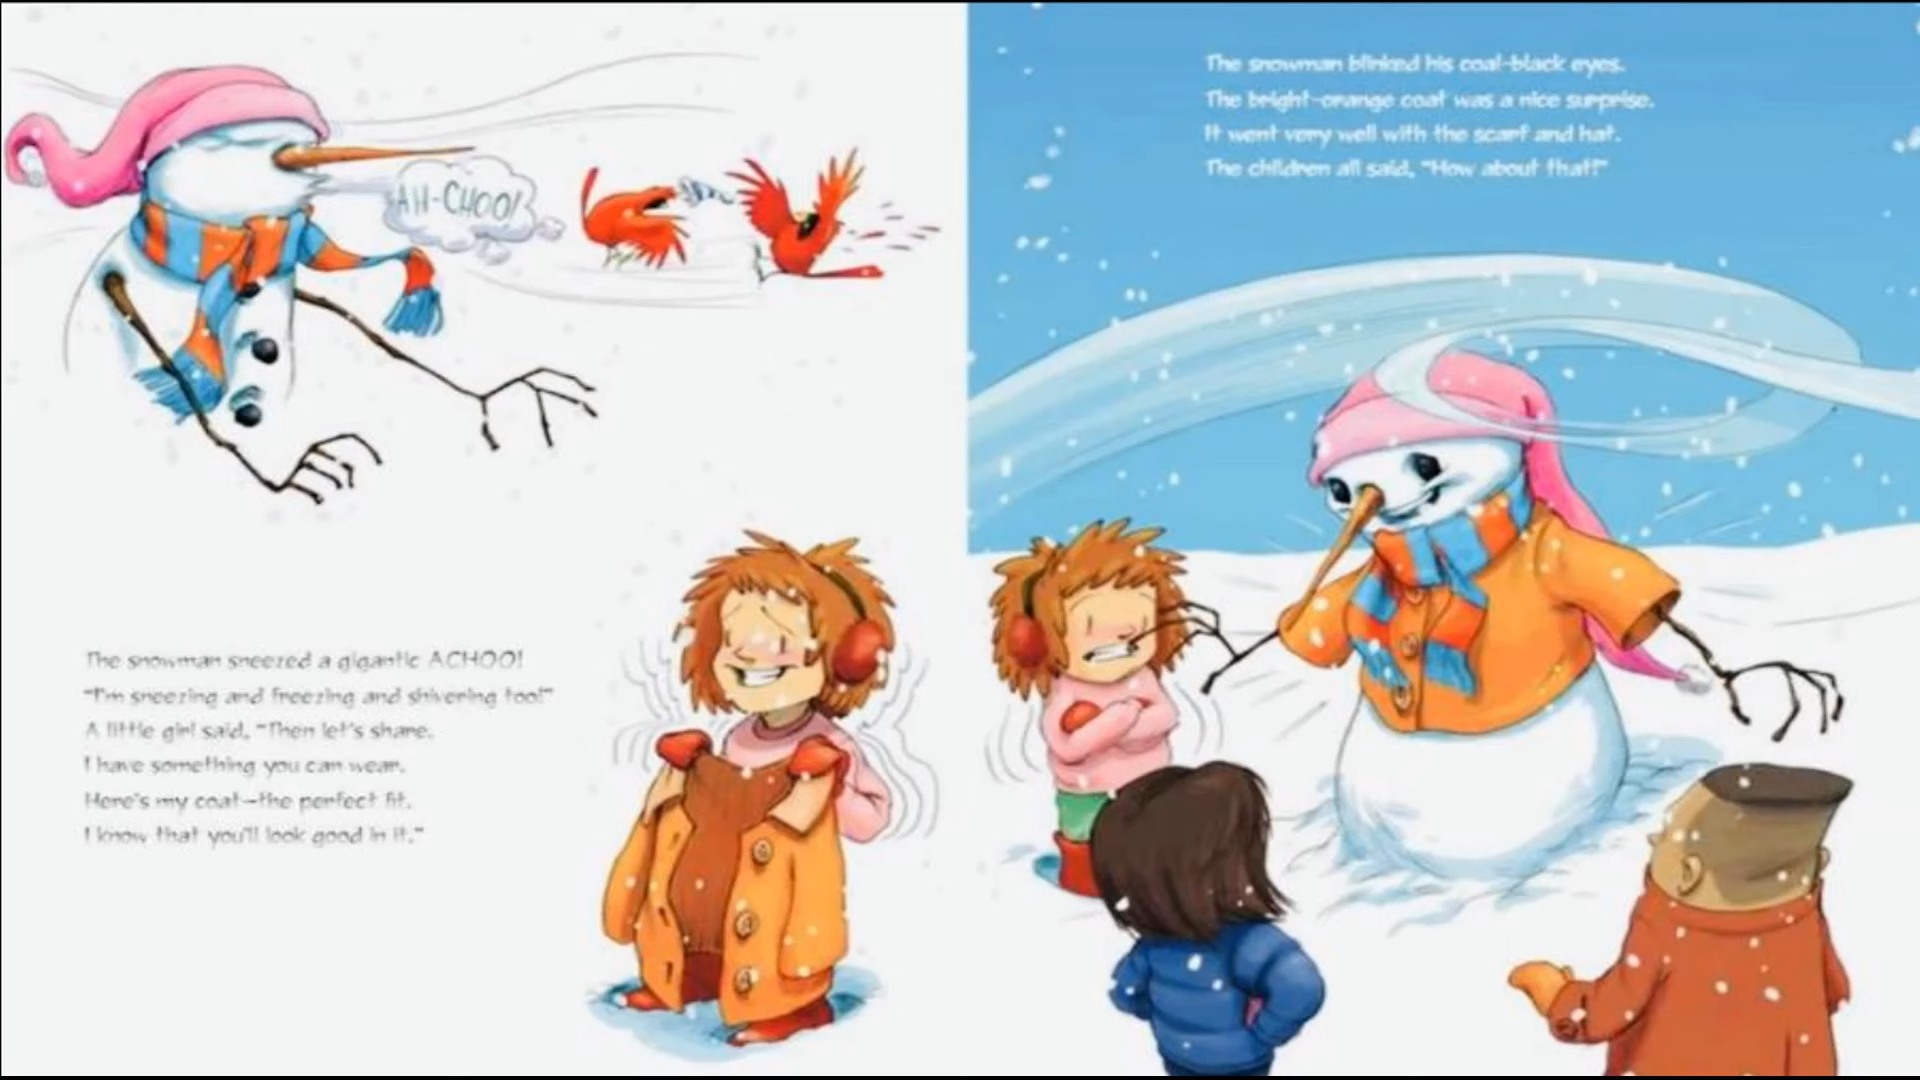 AH-CHOO!
The snowman sneezed a gigantic ACHOO!
"I'm sneezing and freezing and shivering too!"
A little girl said, "Then let's share.
I have something you can wear.
Here's my coat—the perfect fit.
I know that you'll look good in it."
The snowman blinked his coal-black eyes.
The bright-orange coat was a nice surprise.
It went very well with the scarf and hat.
The children all said, "How about that!"